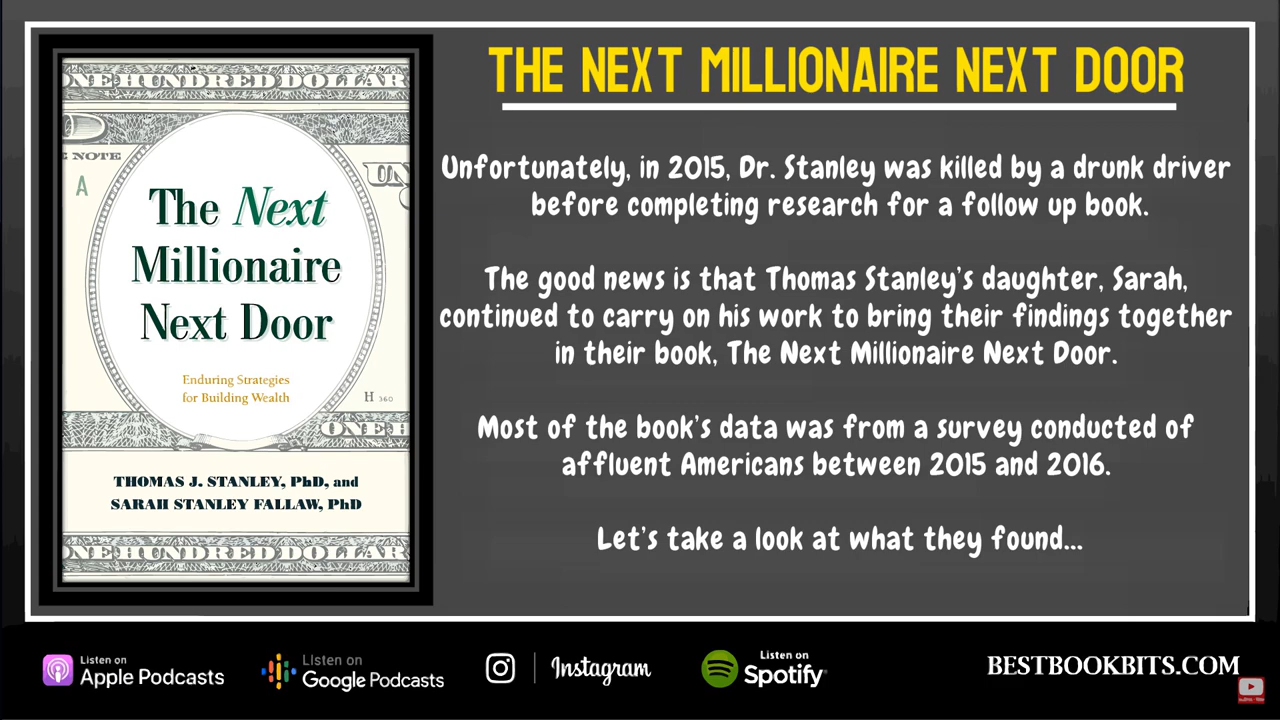 THE NEXT MILLIONAIRE NEXT DOOR
ONE HUNDRED DOLLAR
E NOTE
A
UN
The Next
Millionaire
Next Door
Enduring Strategies
for Building Wealth
H 360
ONE H
THOMAS J. STANLEY, PhD, and
SARAH STANLEY FALLAW, PhD
ONE HUNDRED DOLLAR
Unfortunately, in 2015, Dr. Stanley was killed by a drunk driver
before completing research for a follow up book.
The good news is that Thomas Stanley's daughter, Sarah,
continued to carry on his work to bring their findings together
in their book, The Next Millionaire Next Door.
Most of the book's data was from a survey conducted of
affluent Americans between 2015 and 2016.
Let's take a look at what they found...
Listen on
Apple Podcasts
Listen on
Google Podcasts
Instagram
Listen on
Spotify
BESTBOOKBITS.COM